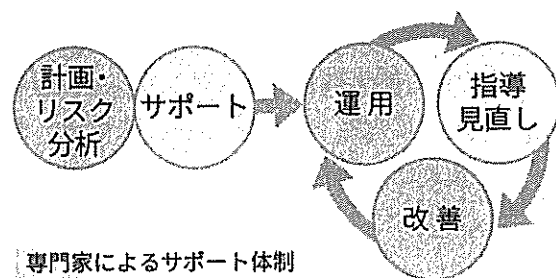 計画・
リスク
分析
サポート
運用
指導
見直し
改善
専門家によるサポート体制